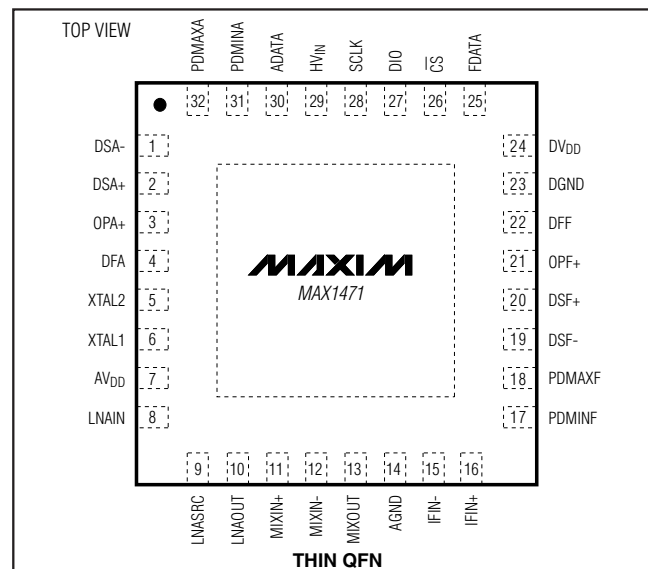 TOP VIEW
PDMAXA PDMINA ADATA HVIN SCLK DIO C̅S̅ FDATA
32 31 30 29 28 27 26 25
DSA- 1
DSA+ 2
OPA+ 3
DFA 4
XTAL2 5
XTAL1 6
AVDD 7
LNAIN 8
MAXIM
MAX1471
24 DVDD
23 DGND
22 DFF
21 OPF+
20 DSF+
19 DSF-
18 PDMAXF
17 PDMINF
9 10 11 12 13 14 15 16
LNASRC LNAOUT MIXIN+ MIXIN- MIXOUT AGND IFIN- IFIN+
THIN QFN